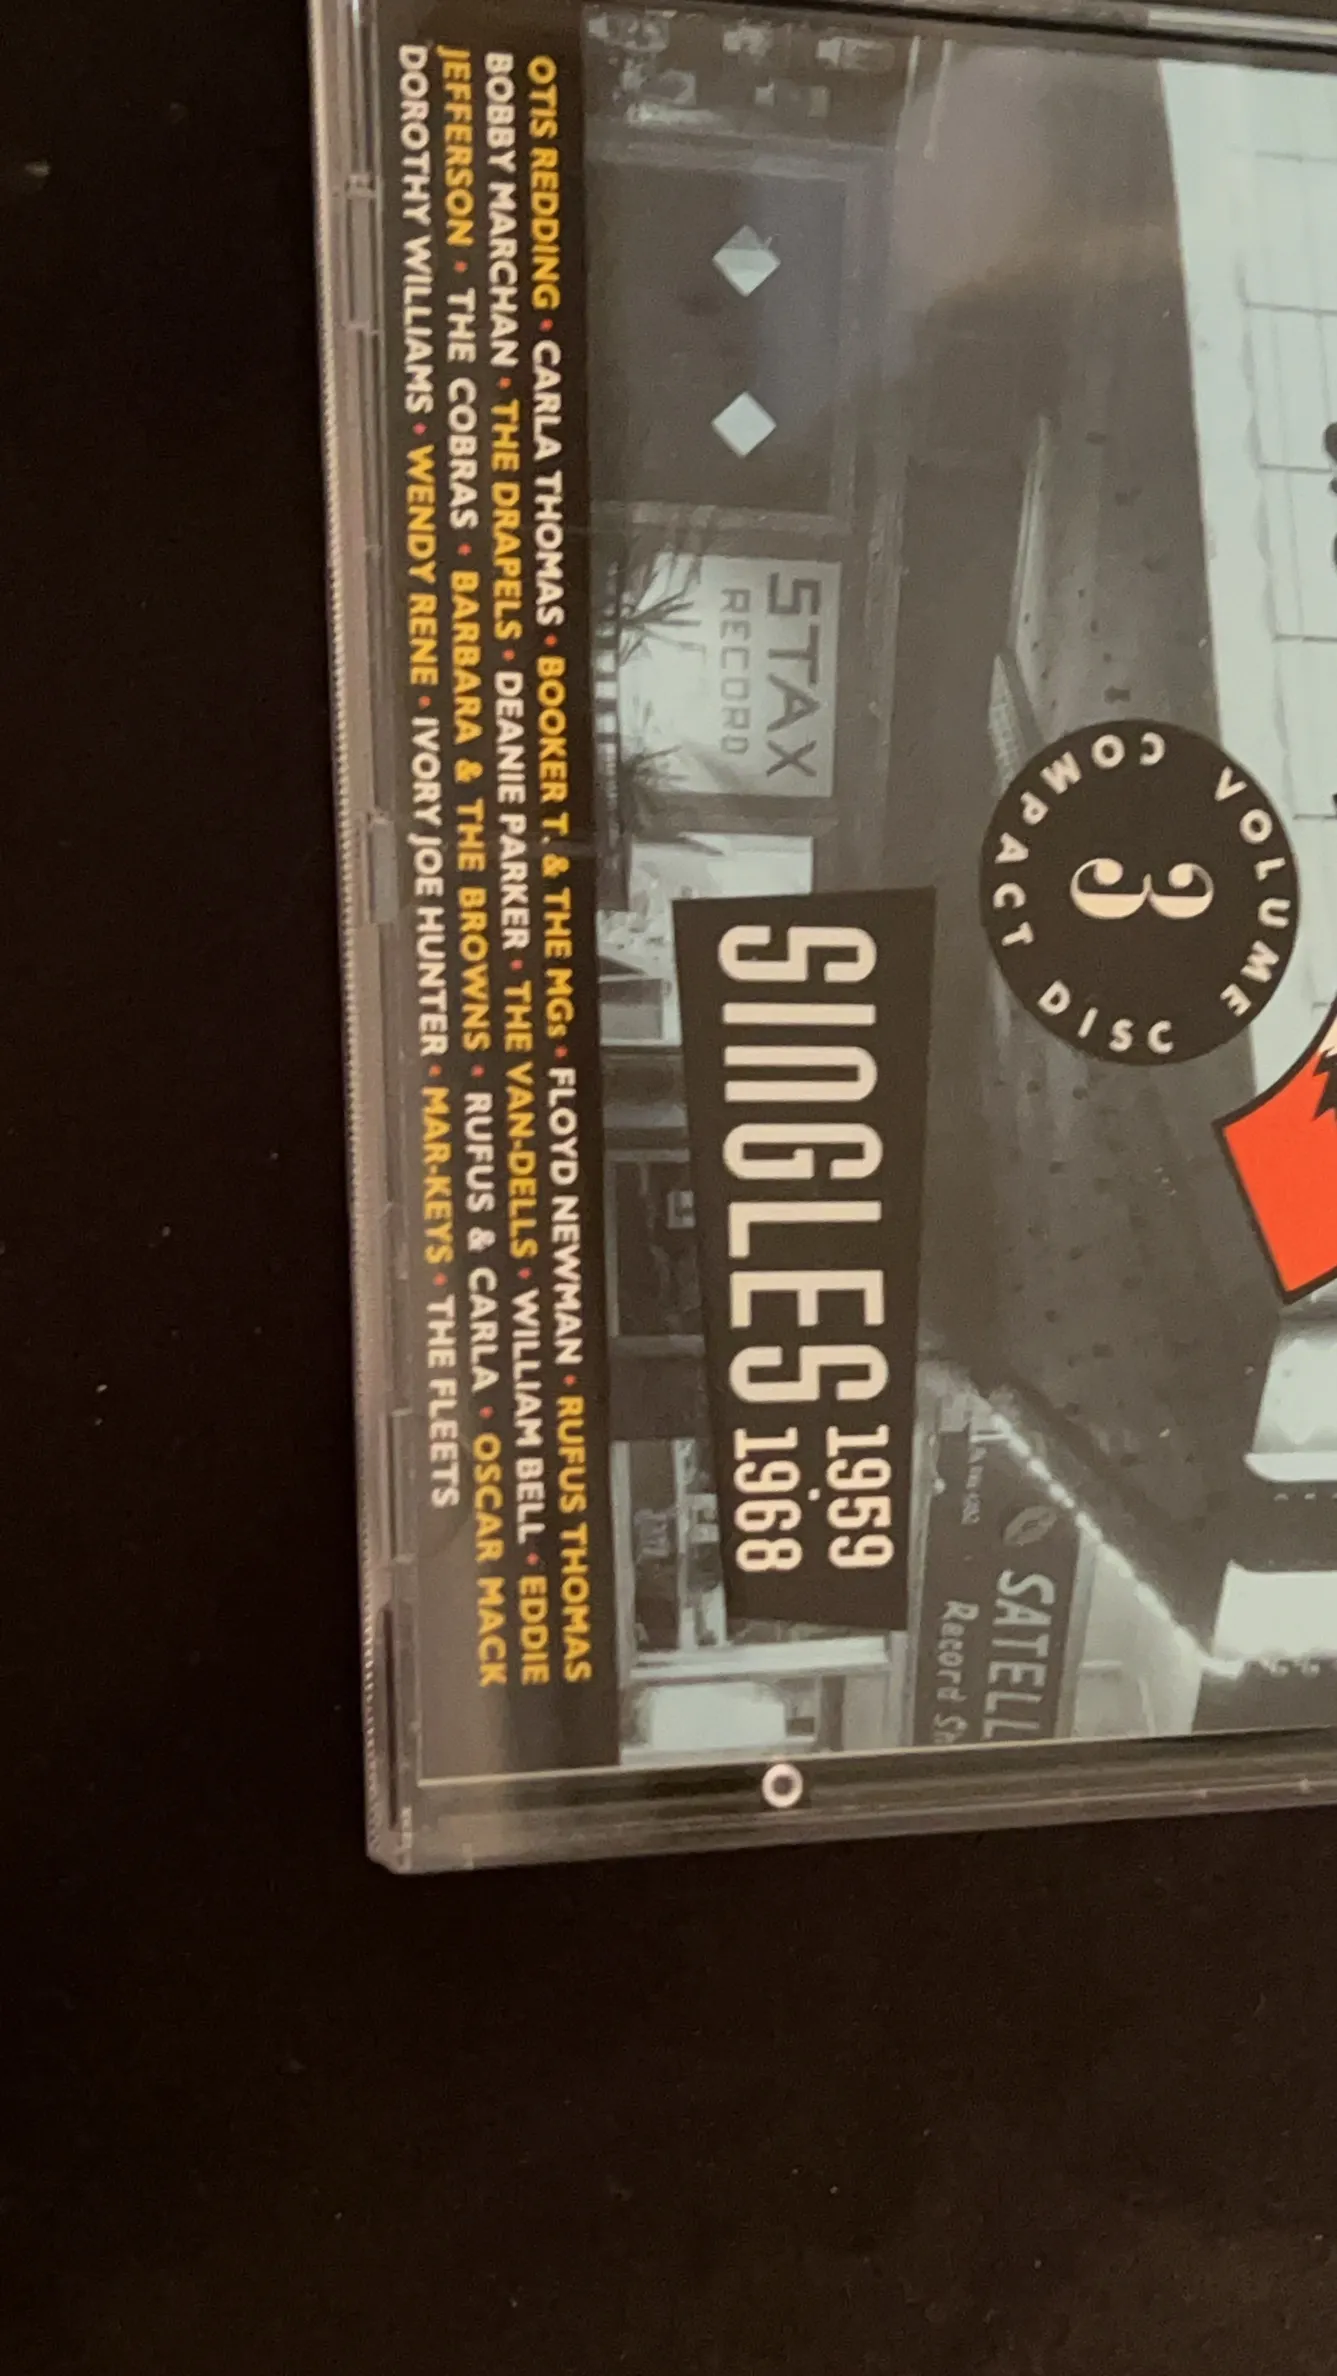 VOLUME
3
COMPACT DISC
SATELL
Record Sh
STAX
RECORD
SINGLES 1959
1968
OTIS REDDING • CARLA THOMAS • BOOKER T. & THE MGs • FLOYD NEWMAN • RUFUS THOMAS
BOBBY MARCHAN • THE DRAPELS • DEANIE PARKER • THE VAN-DELLS • WILLIAM BELL • EDDIE
JEFFERSON • THE COBRAS • BARBARA & THE BROWNS • RUFUS & CARLA • OSCAR MACK
DOROTHY WILLIAMS • WENDY RENE • IVORY JOE HUNTER • MAR-KEYS • THE FLEETS